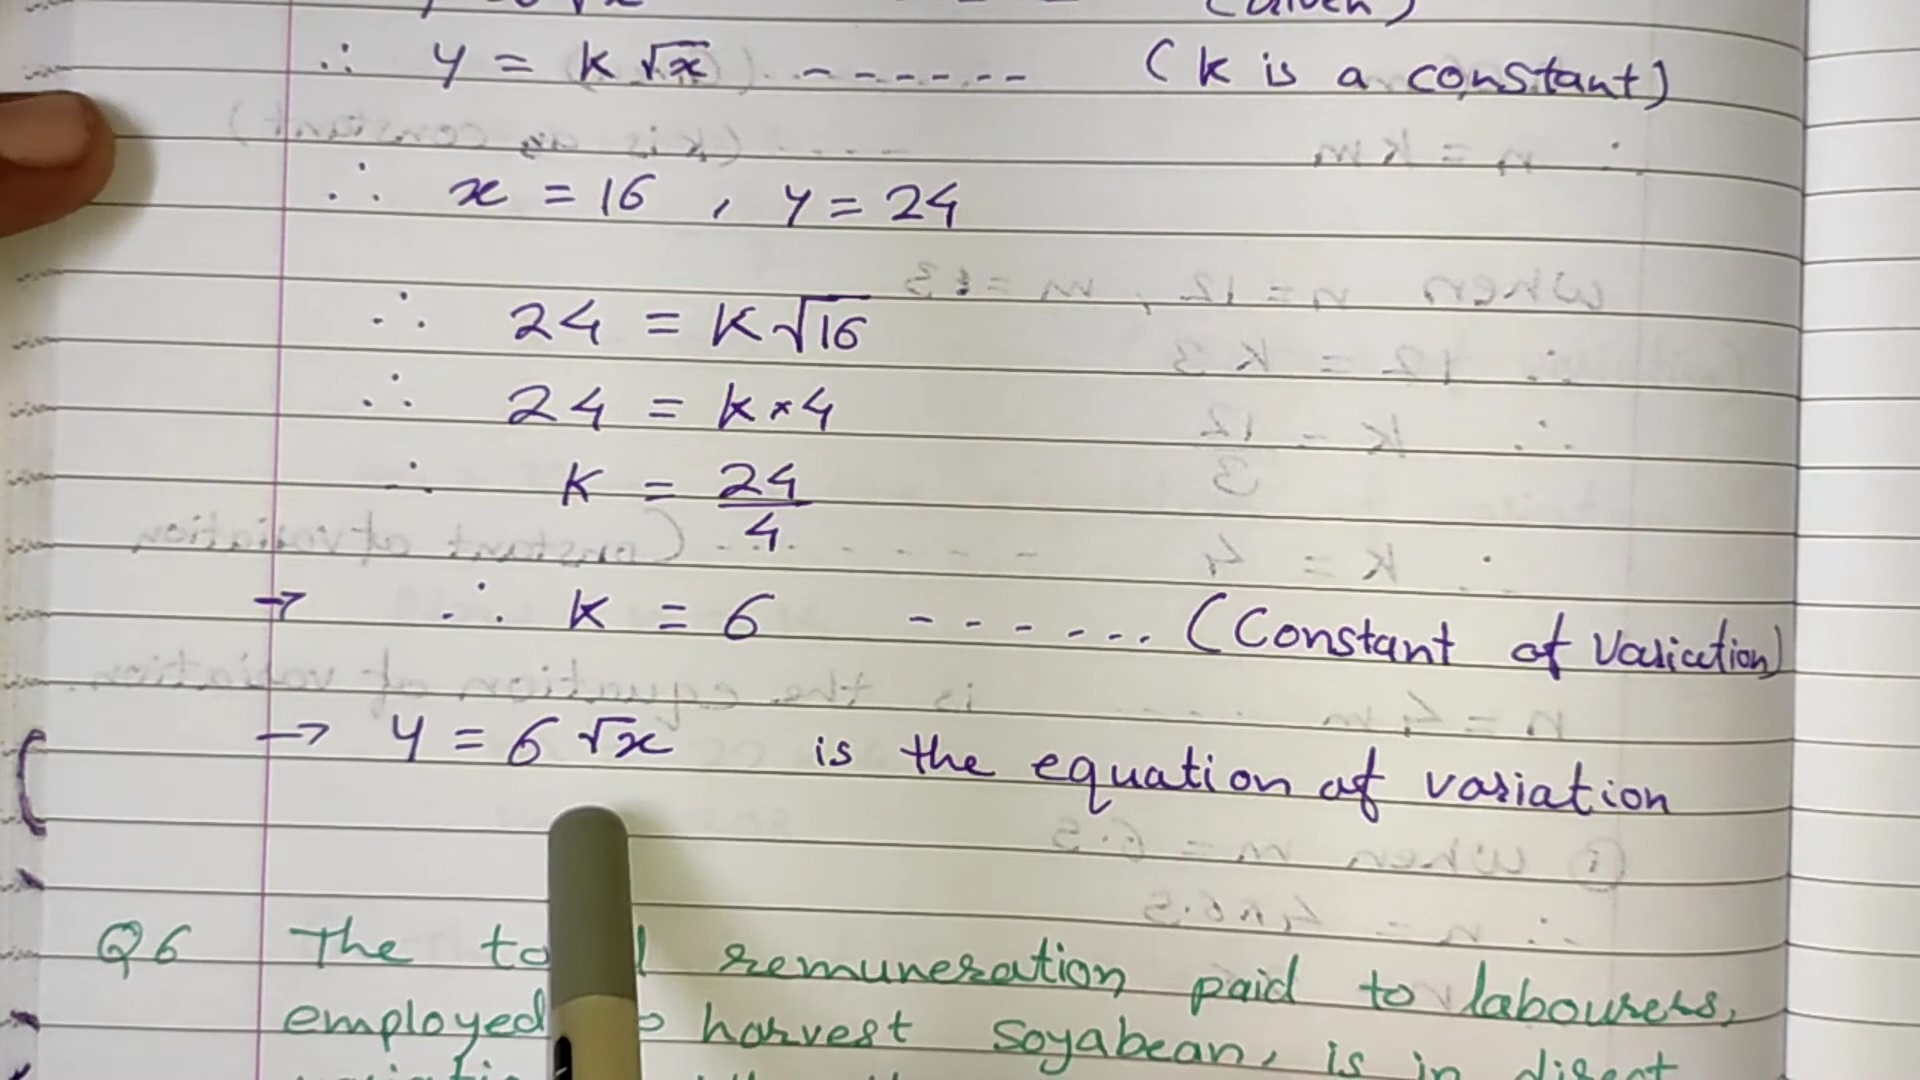 ∴ y = k √x ------- (k is a constant)
∴ x = 16 , y = 24
∴ 24 = k√16
∴ 24 = k × 4
∴ k = 24/4
→ ∴ k = 6 ------- (Constant of variation)
→ y = 6 √x is the equation of variation
Q6 The remuneration paid to labourers,
employed harvest Soyabean, is in direct